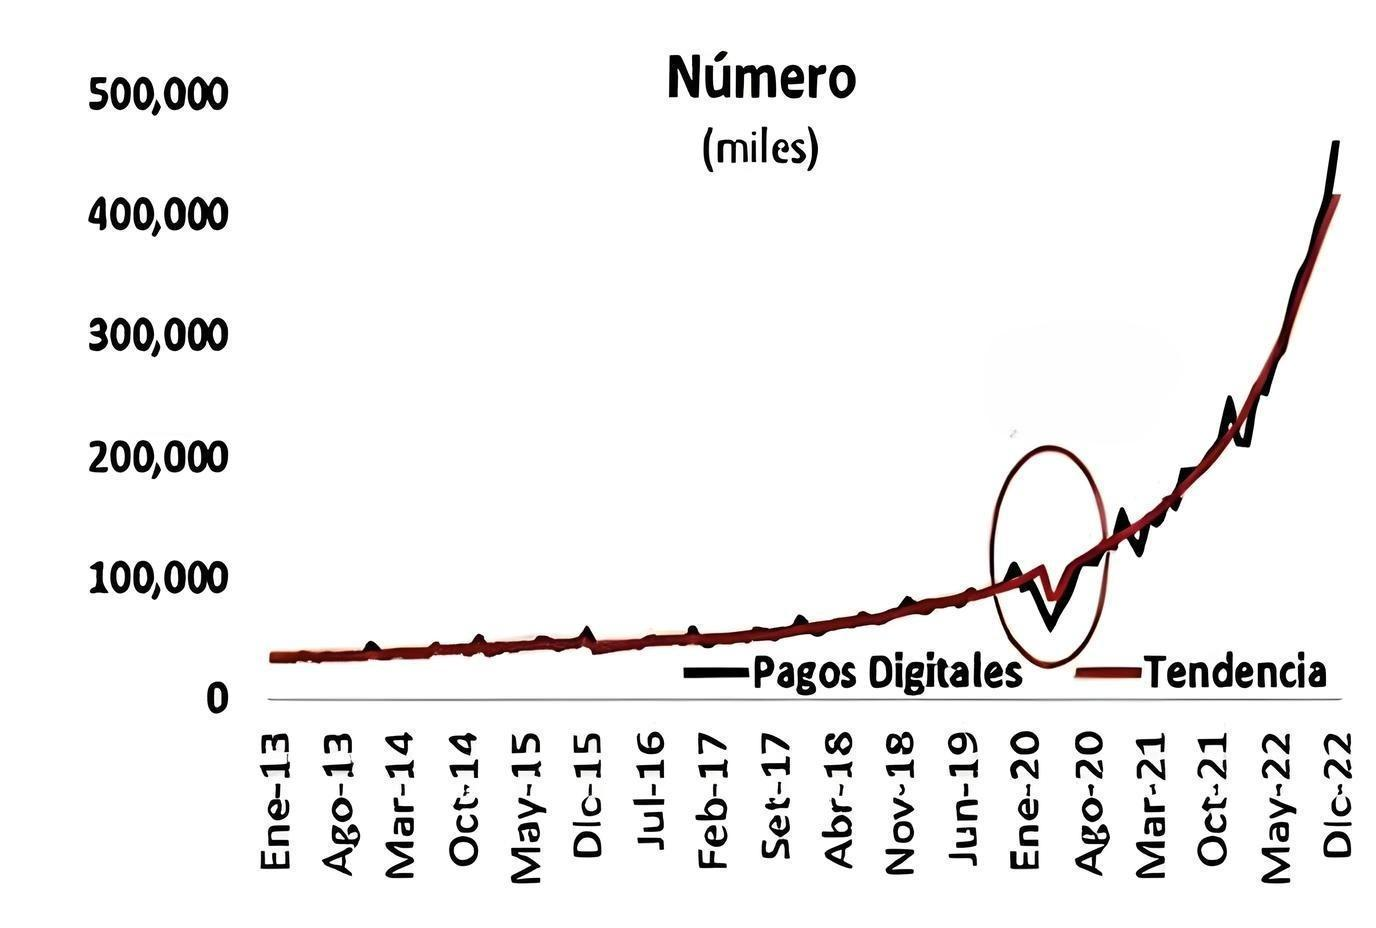 Número
(miles)
500,000
400,000
300,000
200,000
100,000
0
Pagos Digitales
Tendencia
Ene-13
Ago-13
Mar-14
Oct-14
May-15
Dic-15
Jul-16
Feb-17
Set-17
Abr-18
Nov-18
Jun-19
Ene-20
Ago-20
Mar-21
Oct-21
May-22
Dic-22